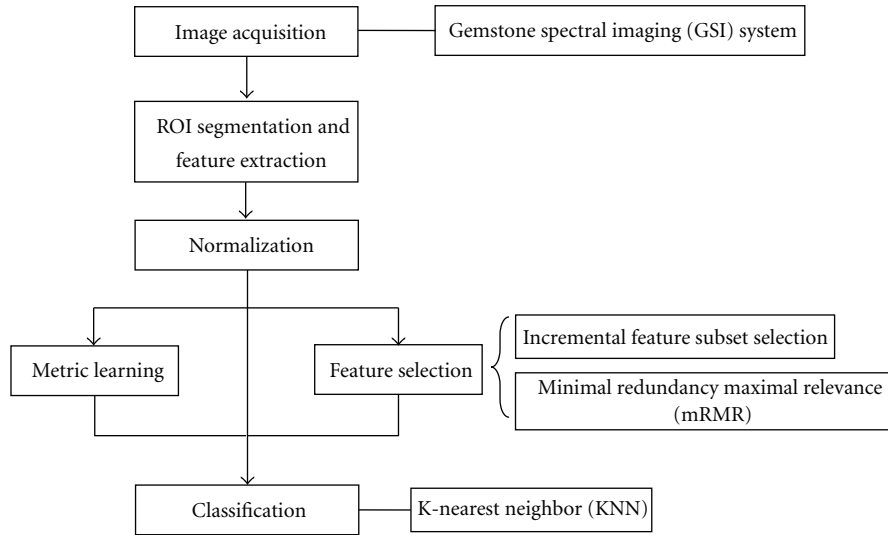 Image acquisition
Gemstone spectral imaging (GSI) system
ROI segmentation and
feature extraction
Normalization
Metric learning
Feature selection
Incremental feature subset selection
Minimal redundancy maximal relevance
(mRMR)
Classification
K-nearest neighbor (KNN)